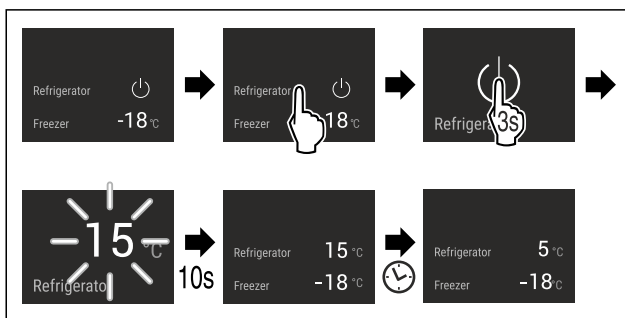 Refrigerator
Freezer -18 °C
Refrigerator
Freezer 18 °C
Refrigera
3s
15 °C
Refrigerato
10s
Refrigerator 15 °C
Freezer -18 °C
Refrigerator 5 °C
Freezer -18 °C